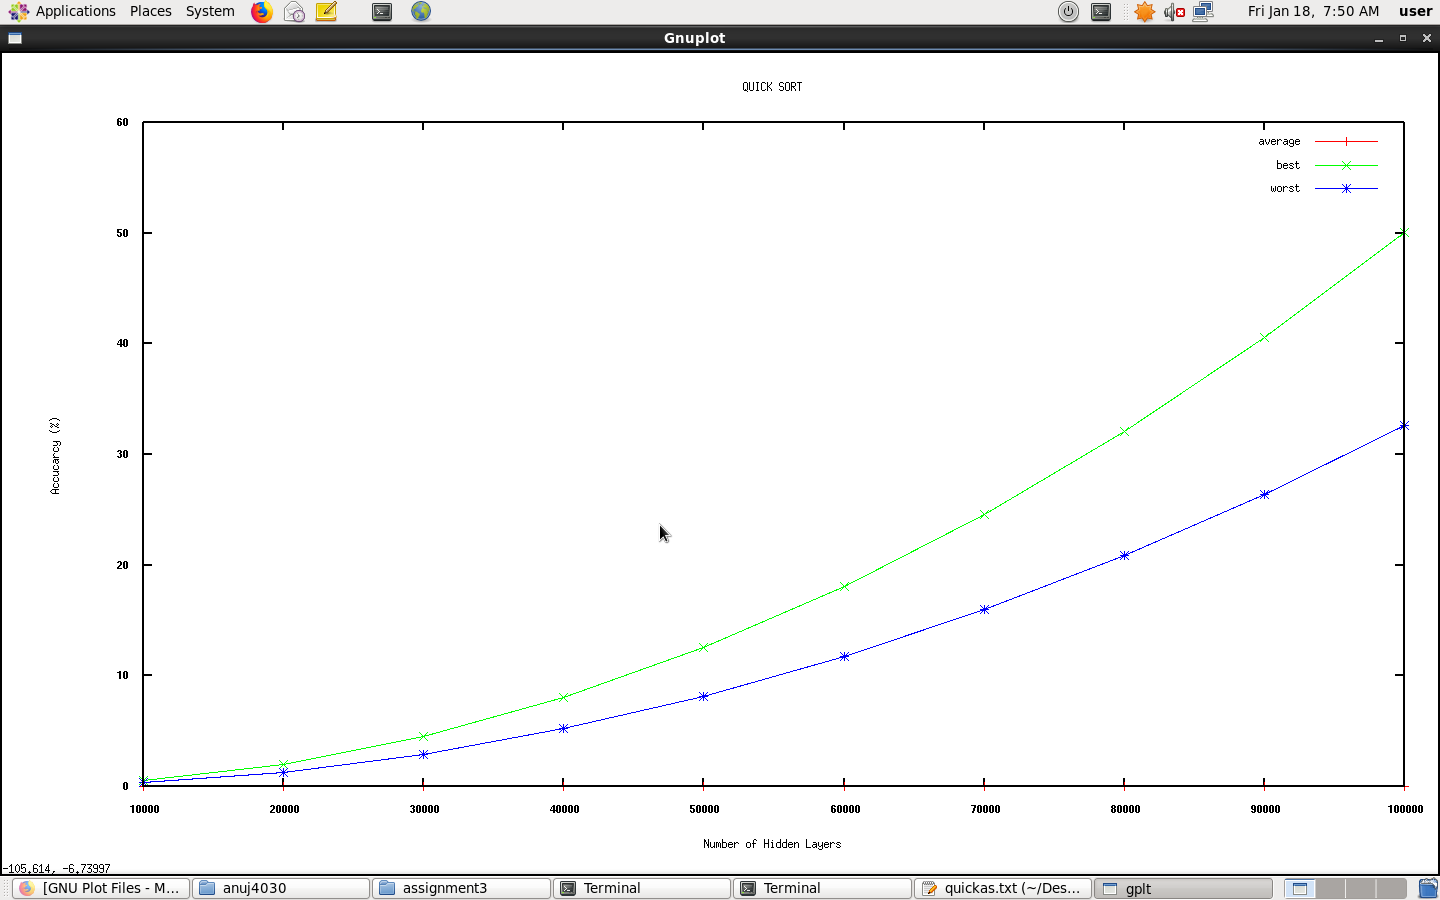 Applications Places System Fri Jan 18, 7:50 AM user
Gnuplot
QUICK SORT
average
best
worst
60
50
40
30
20
10
0
Accucarcy (%)
10000 20000 30000 40000 50000 60000 70000 80000 90000 100000
Number of Hidden Layers
-105,614, -6,73997
[GNU Plot Files - M... anuj4030 assignment3 Terminal Terminal quickas.txt (~/Des... gplt